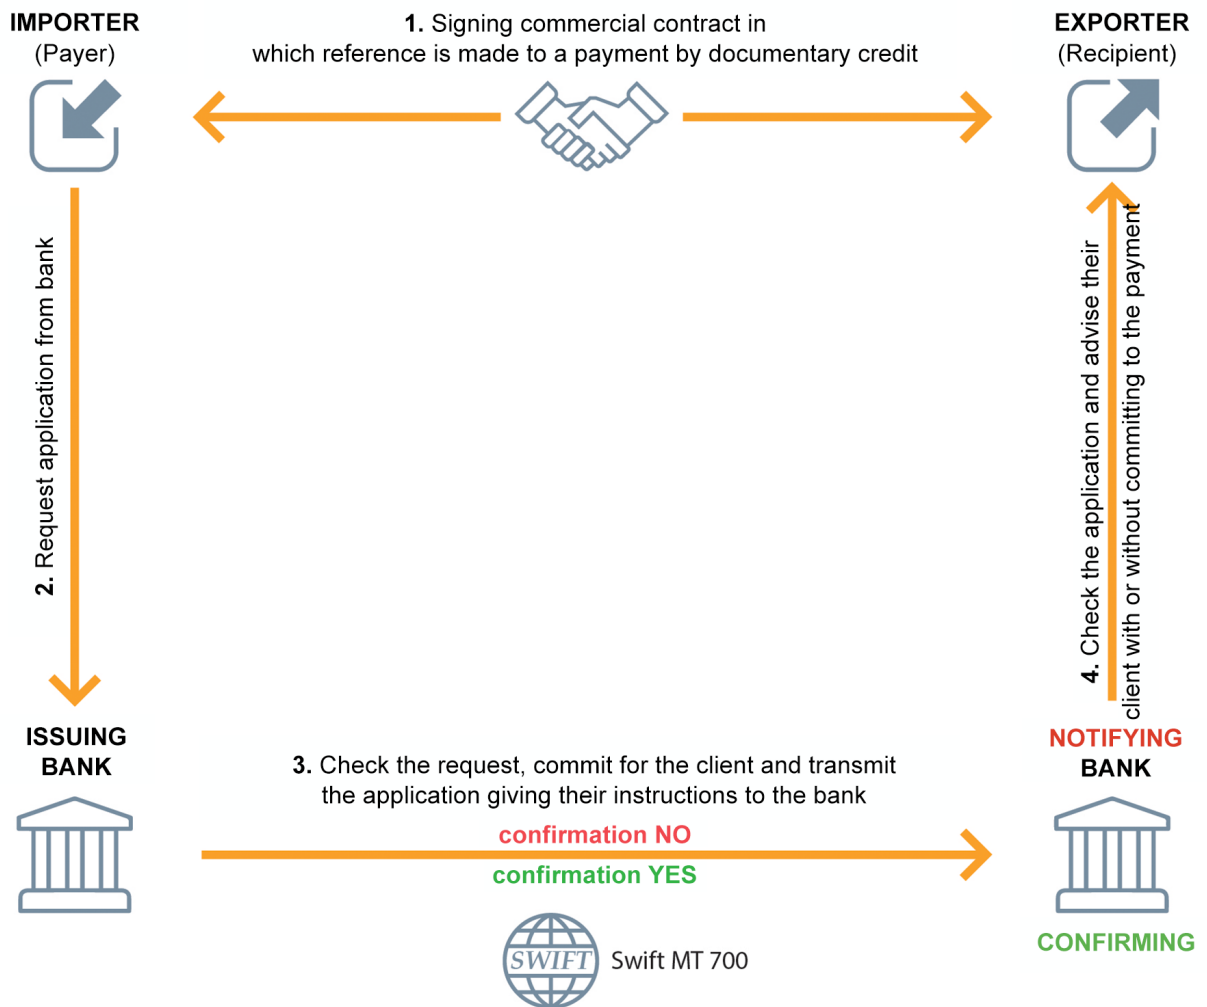 IMPORTER
(Payer)
1. Signing commercial contract in
which reference is made to a payment by documentary credit
EXPORTER
(Recipient)
2. Request application from bank
4. Check the application and advise their
client with or without committing to the payment
ISSUING
BANK
3. Check the request, commit for the client and transmit
the application giving their instructions to the bank
confirmation NO
confirmation YES
NOTIFYING
BANK
CONFIRMING
SWIFT
Swift MT 700